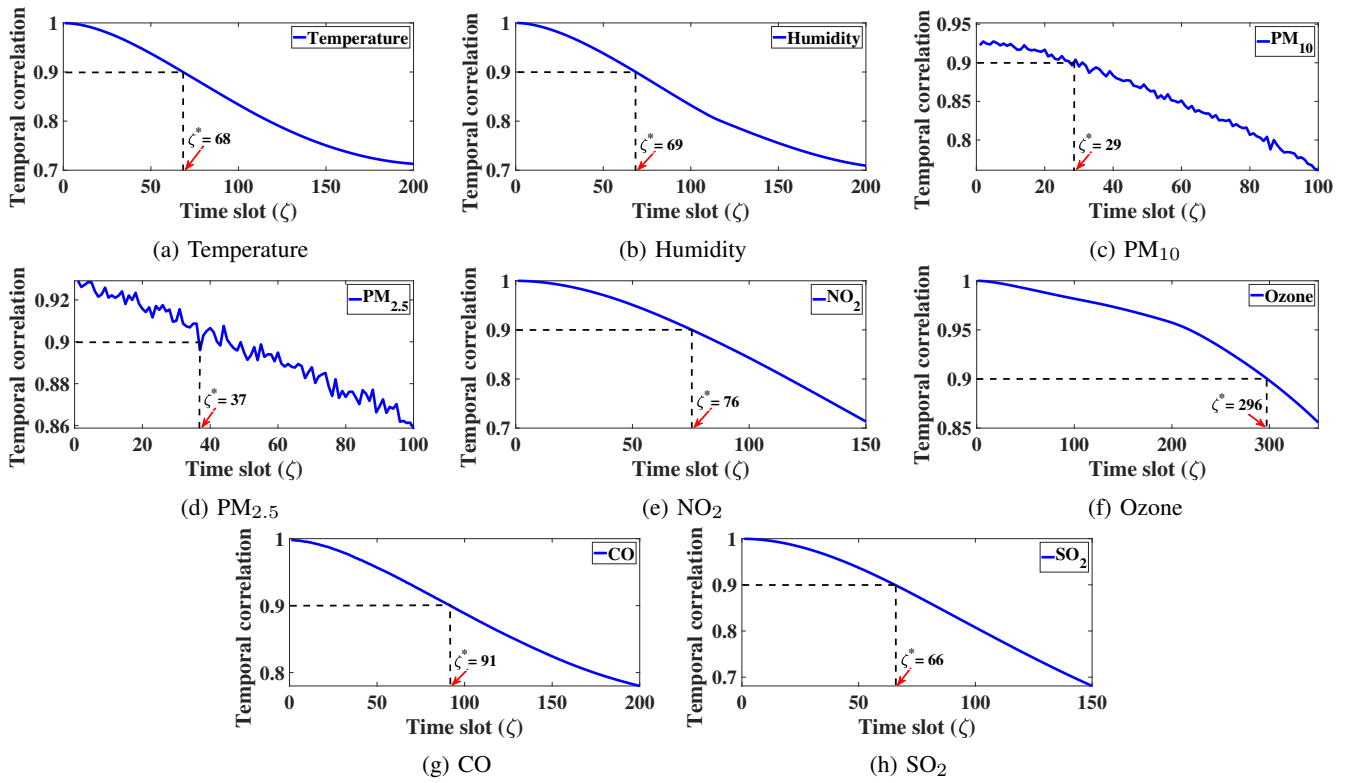 Temporal correlation
1
0.9
0.8
0.7
0 50 100 150 200
Time slot (ζ)
Temperature
ζ* = 68
(a) Temperature
Temporal correlation
1
0.9
0.8
0.7
0 50 100 150 200
Time slot (ζ)
Humidity
ζ* = 69
(b) Humidity
Temporal correlation
0.95
0.9
0.85
0.8
0 20 40 60 80 100
Time slot (ζ)
PM10
ζ* = 29
(c) PM10
Temporal correlation
0.92
0.9
0.88
0.86
0 20 40 60 80 100
Time slot (ζ)
PM2.5
ζ* = 37
(d) PM2.5
Temporal correlation
1
0.9
0.8
0.7
0 50 100 150
Time slot (ζ)
NO2
ζ* = 76
(e) NO2
Temporal correlation
1
0.95
0.9
0.85
0 100 200 300
Time slot (ζ)
Ozone
ζ* = 296
(f) Ozone
Temporal correlation
1
0.9
0.8
0 50 100 150 200
Time slot (ζ)
CO
ζ* = 91
(g) CO
Temporal correlation
1
0.9
0.8
0.7
0 50 100 150
Time slot (ζ)
SO2
ζ* = 66
(h) SO2